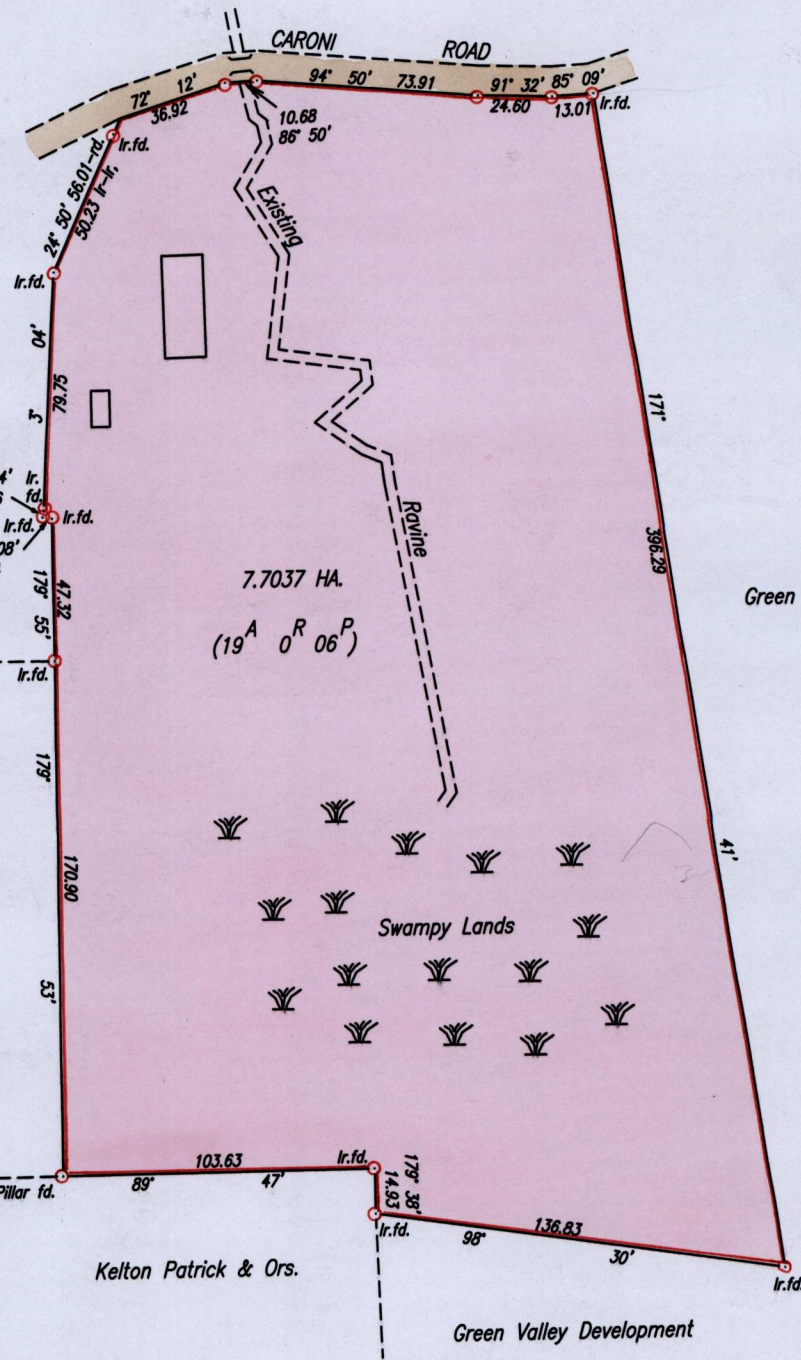 CARONI ROAD
72° 12'
36.92
94° 50' 73.91
91° 32'
24.60
85° 09'
13.01
Ir.fd.
10.68
86° 50'
Ir.fd.
24° 50' 56.01-rd.
50.23 Ir-Ir.
Existing
Ir.fd.
3° 04'
79.75
171° 41'
396.29
Ir.
fd.
4'
6
Ir.fd.
Ir.fd.
08'
Ravine
179° 55'
47.32
7.7037 HA.
(19A 0R 06P)
Green
Ir.fd.
179° 53'
170.90
Swampy Lands
103.63
89° 47'
Ir.fd.
179° 38'
14.93
Pillar fd.
Ir.fd.
136.83
98° 30'
Ir.fd.
Kelton Patrick & Ors.
Green Valley Development